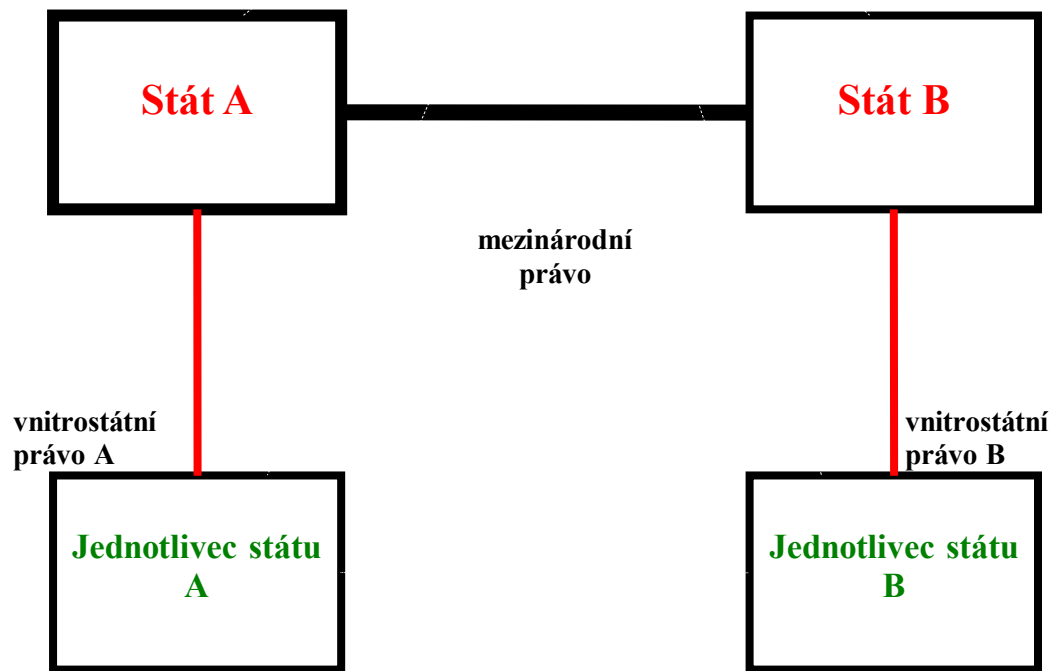 Stát A
Stát B
mezinárodní
právo
vnitrostátní
právo A
vnitrostátní
právo B
Jednotlivec státu
A
Jednotlivec státu
B